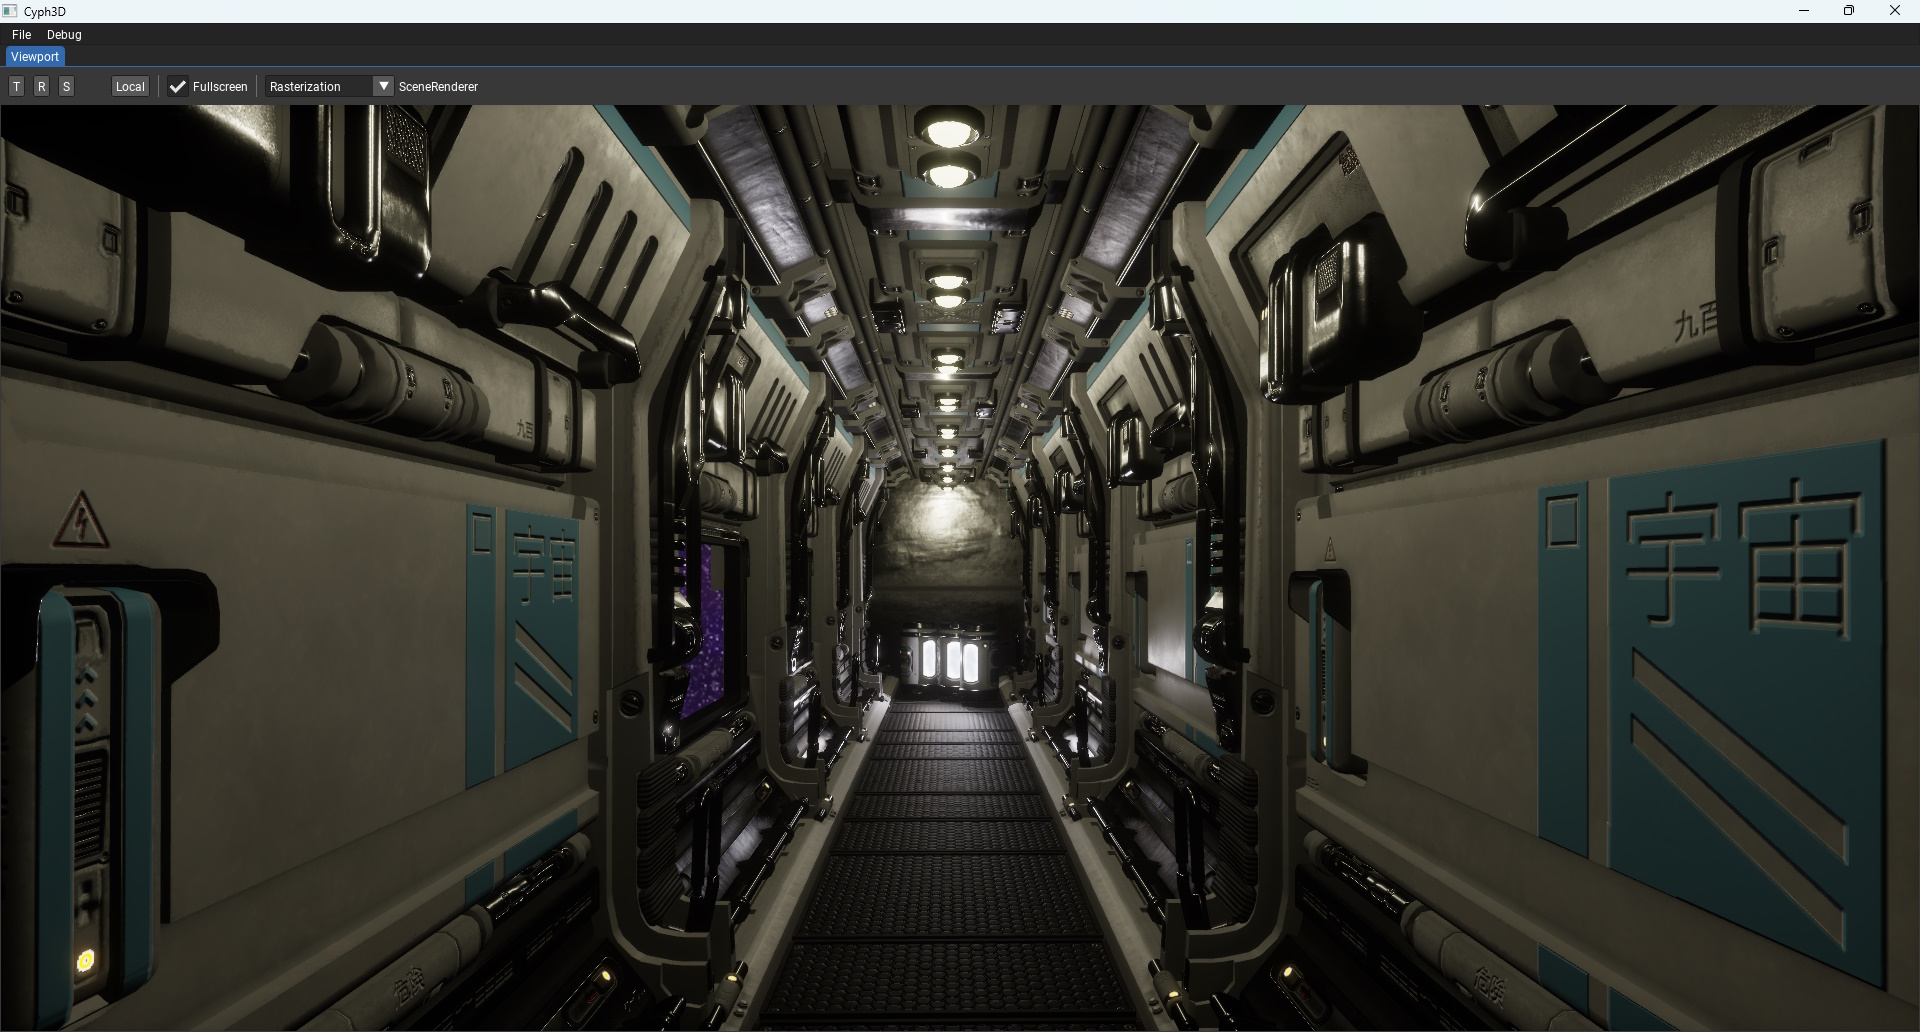 Cyph3D
File Debug
Viewport
T R S Local Fullscreen Rasterization SceneRenderer
九百
九百
宇宙
宇宙
危険
危険